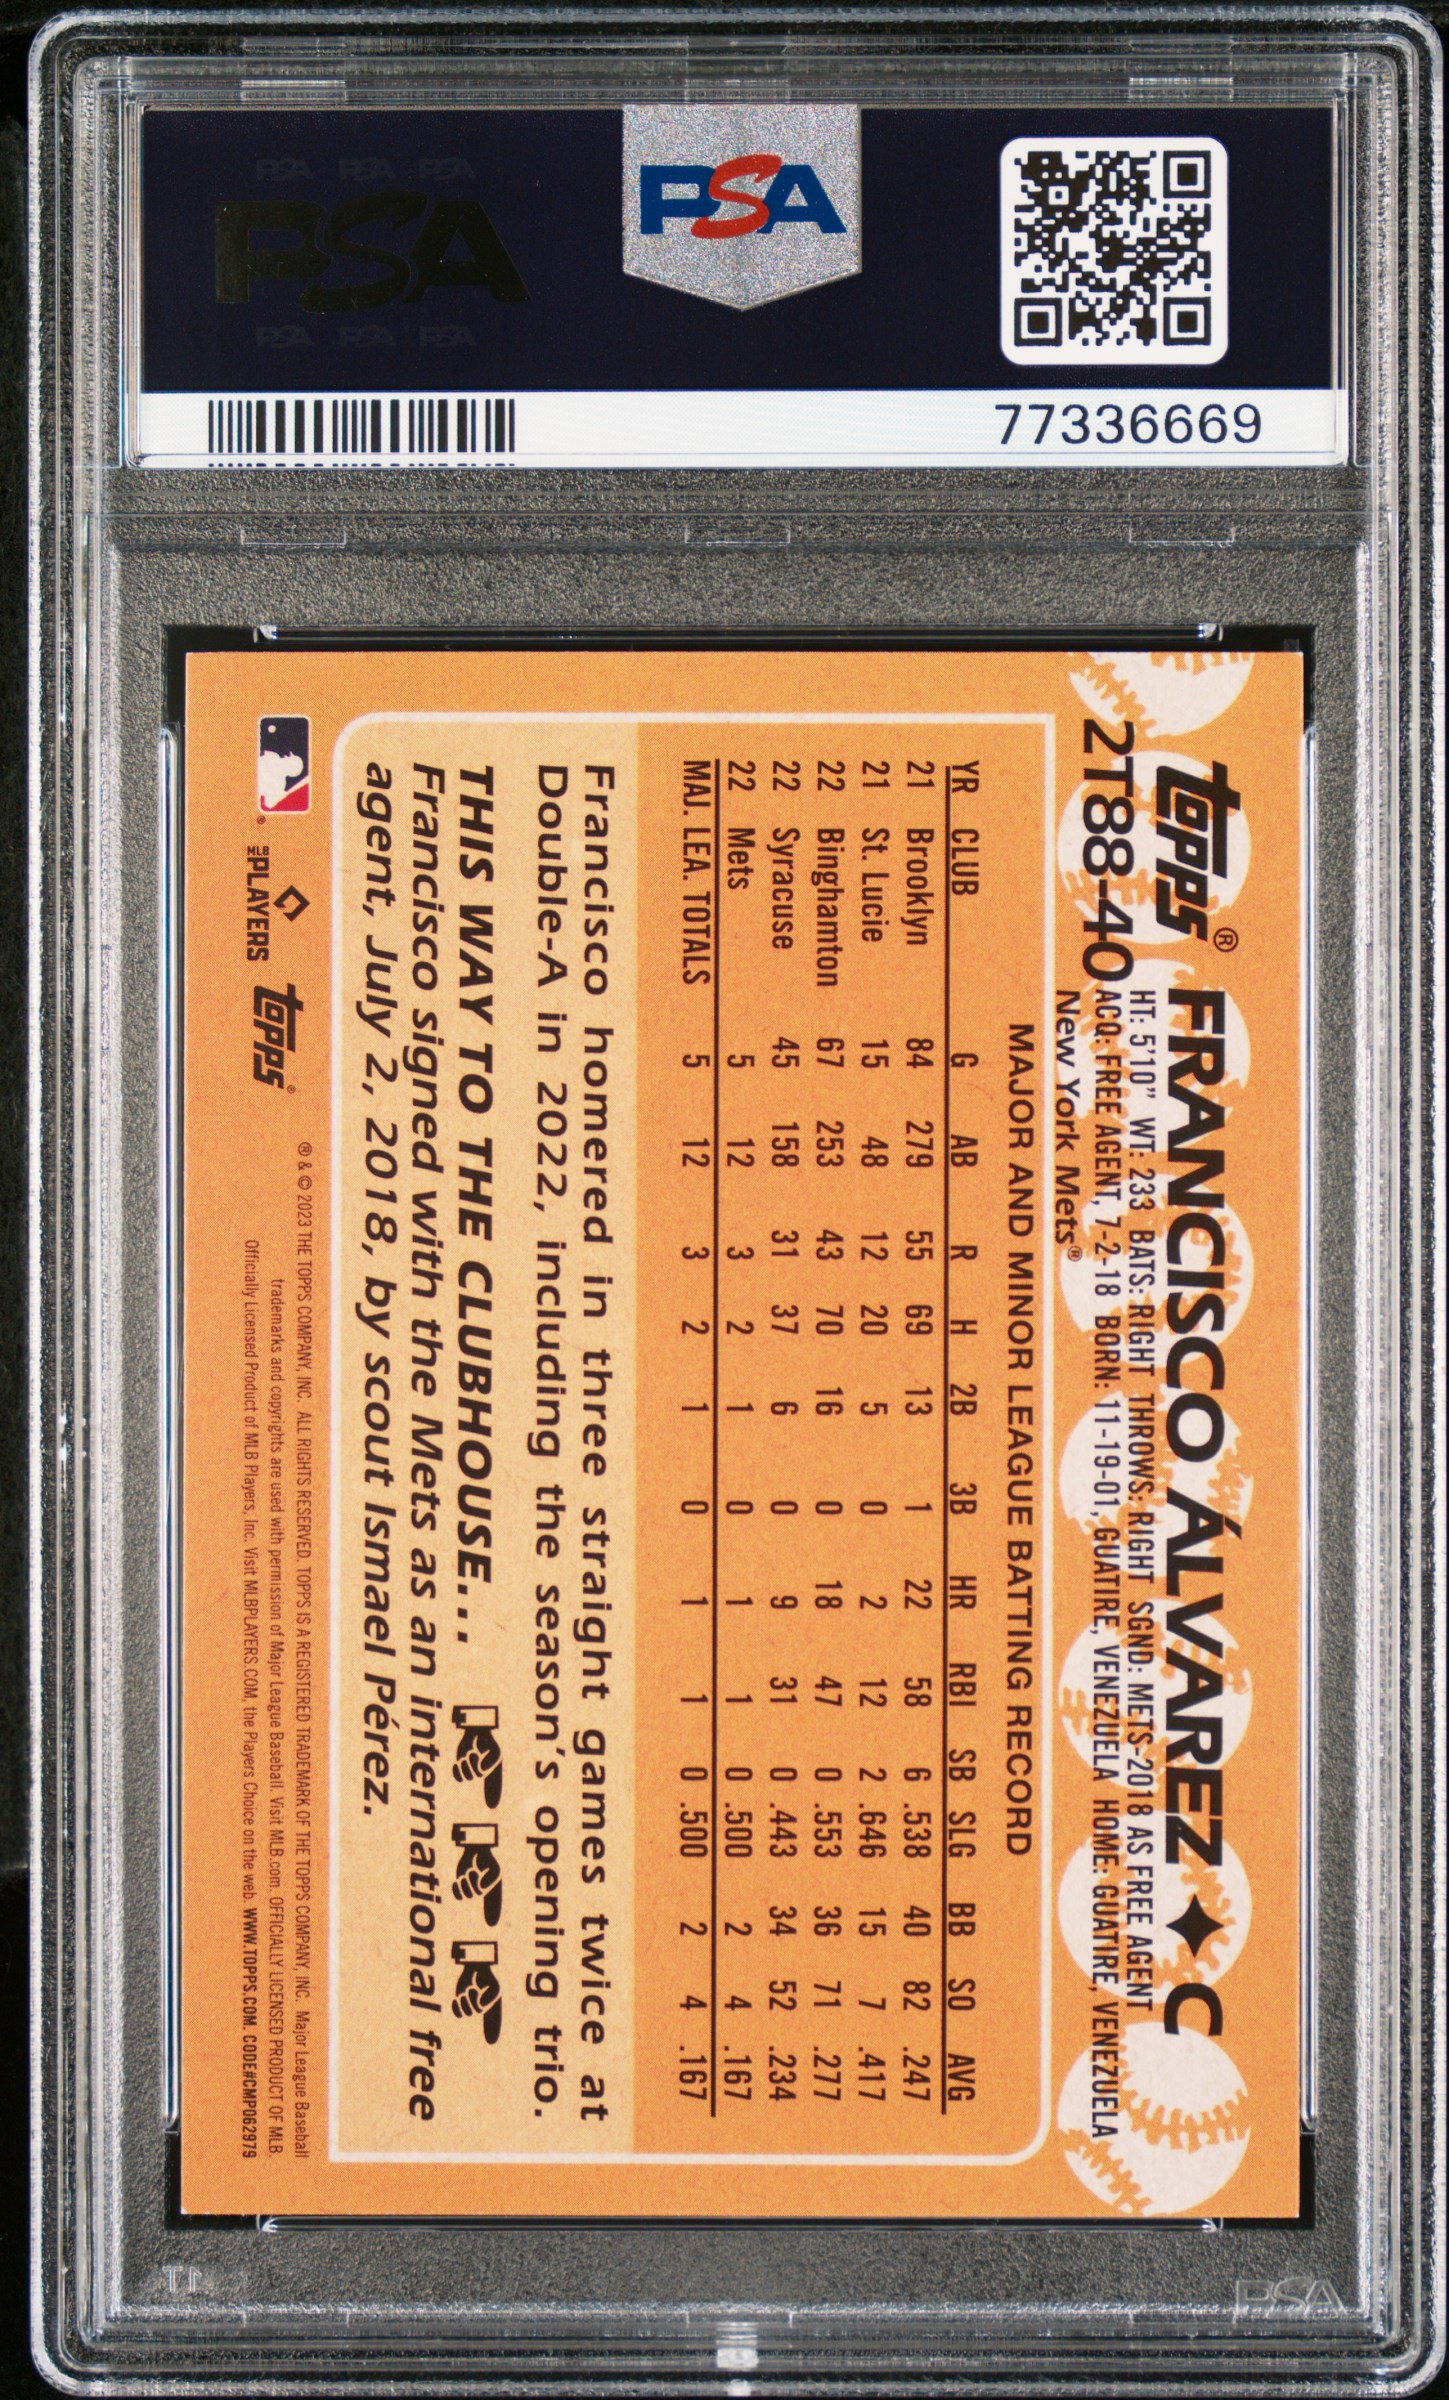 PSA PSA PSA
PSA
PSA PSA PSA
PSA
77336669
topps®
2T88-40
FRANCISCO ÁLVAREZ ✦ C
HT: 5'10" WT: 233 BATS: RIGHT THROWS: RIGHT SGND: METS-2018 AS FREE AGENT
ACQ: FREE AGENT, 7-2-18 BORN: 11-19-01, GUATIRE, VENEZUELA HOME: GUATIRE, VENEZUELA
New York Mets®
MAJOR AND MINOR LEAGUE BATTING RECORD
YR CLUB G AB R H 2B 3B HR RBI SB SLG BB SO AVG
21 Brooklyn 84 279 55 69 13 1 22 58 6 .538 40 82 .247
21 St. Lucie 15 48 12 20 5 0 2 12 2 .646 15 7 .417
22 Binghamton 67 253 43 70 16 0 18 47 0 .553 36 71 .277
22 Syracuse 45 158 31 37 6 0 9 31 0 .443 34 52 .234
22 Mets 5 12 3 2 1 0 1 1 0 .500 2 4 .167
MAJ. LEA. TOTALS 5 12 3 2 1 0 1 1 0 .500 2 4 .167
Francisco homered in three straight games twice at
Double-A in 2022, including the season's opening trio.
THIS WAY TO THE CLUBHOUSE...
Francisco signed with the Mets as an international free
agent, July 2, 2018, by scout Ismael Pérez.
®
MLB PLAYERS
topps®
® & © 2023 THE TOPPS COMPANY, INC. ALL RIGHTS RESERVED. TOPPS IS A REGISTERED TRADEMARK OF THE TOPPS COMPANY, INC. Major League Baseball
trademarks and copyrights are used with permission of Major League Baseball. Visit MLB.com. OFFICIALLY LICENSED PRODUCT OF MLB
Officially Licensed Product of MLB Players, Inc. Visit MLBPLAYERS.COM, the Players Choice on the web. WWW.TOPPS.COM. CODE#CMP062979
PSA